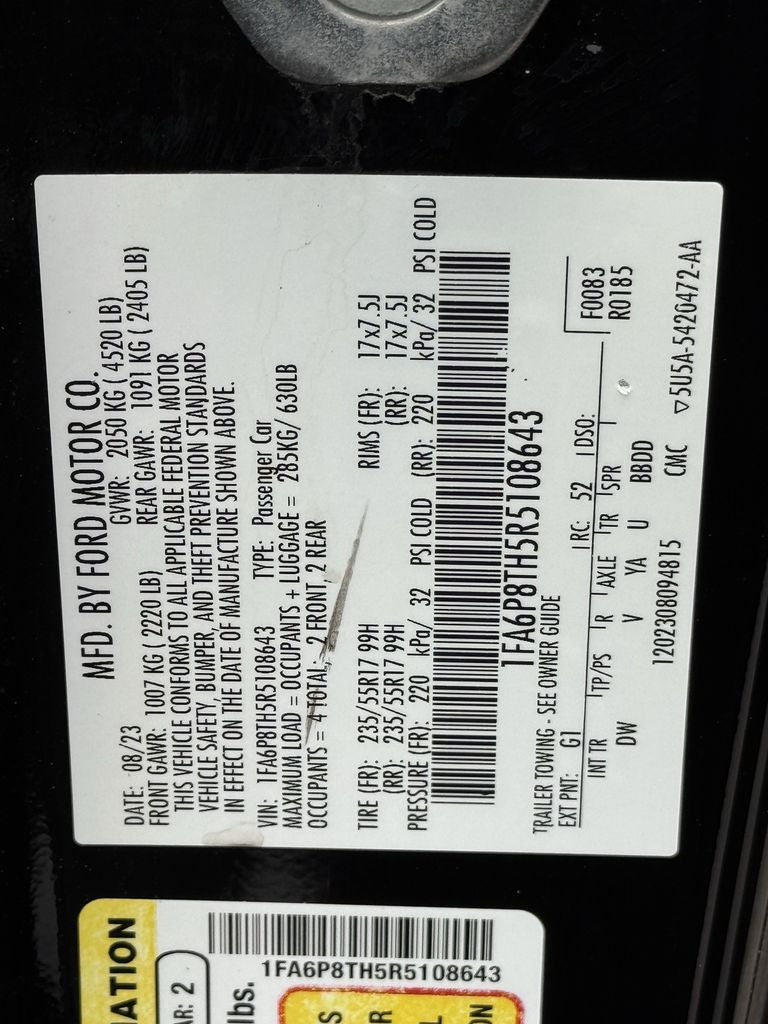 MFD. BY FORD MOTOR CO.
DATE: 08/23 GVWR: 2050 KG ( 4520 LB)
FRONT GAWR: 1007 KG ( 2220 LB) REAR GAWR: 1091 KG ( 2405 LB)
THIS VEHICLE CONFORMS TO ALL APPLICABLE FEDERAL MOTOR
VEHICLE SAFETY, BUMPER, AND THEFT PREVENTION STANDARDS
IN EFFECT ON THE DATE OF MANUFACTURE SHOWN ABOVE.
VIN: 1FA6P8TH5R5108643 TYPE: Passenger Car
MAXIMUM LOAD = OCCUPANTS + LUGGAGE = 285KG/ 630LB
OCCUPANTS = 4 TOTAL: 2 FRONT, 2 REAR
TIRE (FR): 235/55R17 99H RIMS (FR): 17x7.5J
(RR): 235/55R17 99H (RR): 17x7.5J
PRESSURE (FR): 220 kPa/ 32 PSI COLD (RR): 220 kPa/ 32 PSI COLD
1FA6P8TH5R5108643
TRAILER TOWING - SEE OWNER GUIDE
EXT PNT: G1 RC: 52 DSO: F0083
INT TR TP/PS R AXLE TR SPR R0185
DW V YA U BBDD
1202308094815 CMC ▽5U5A-5420472-AA
1FA6P8TH5R5108643
AR: 2
lbs.